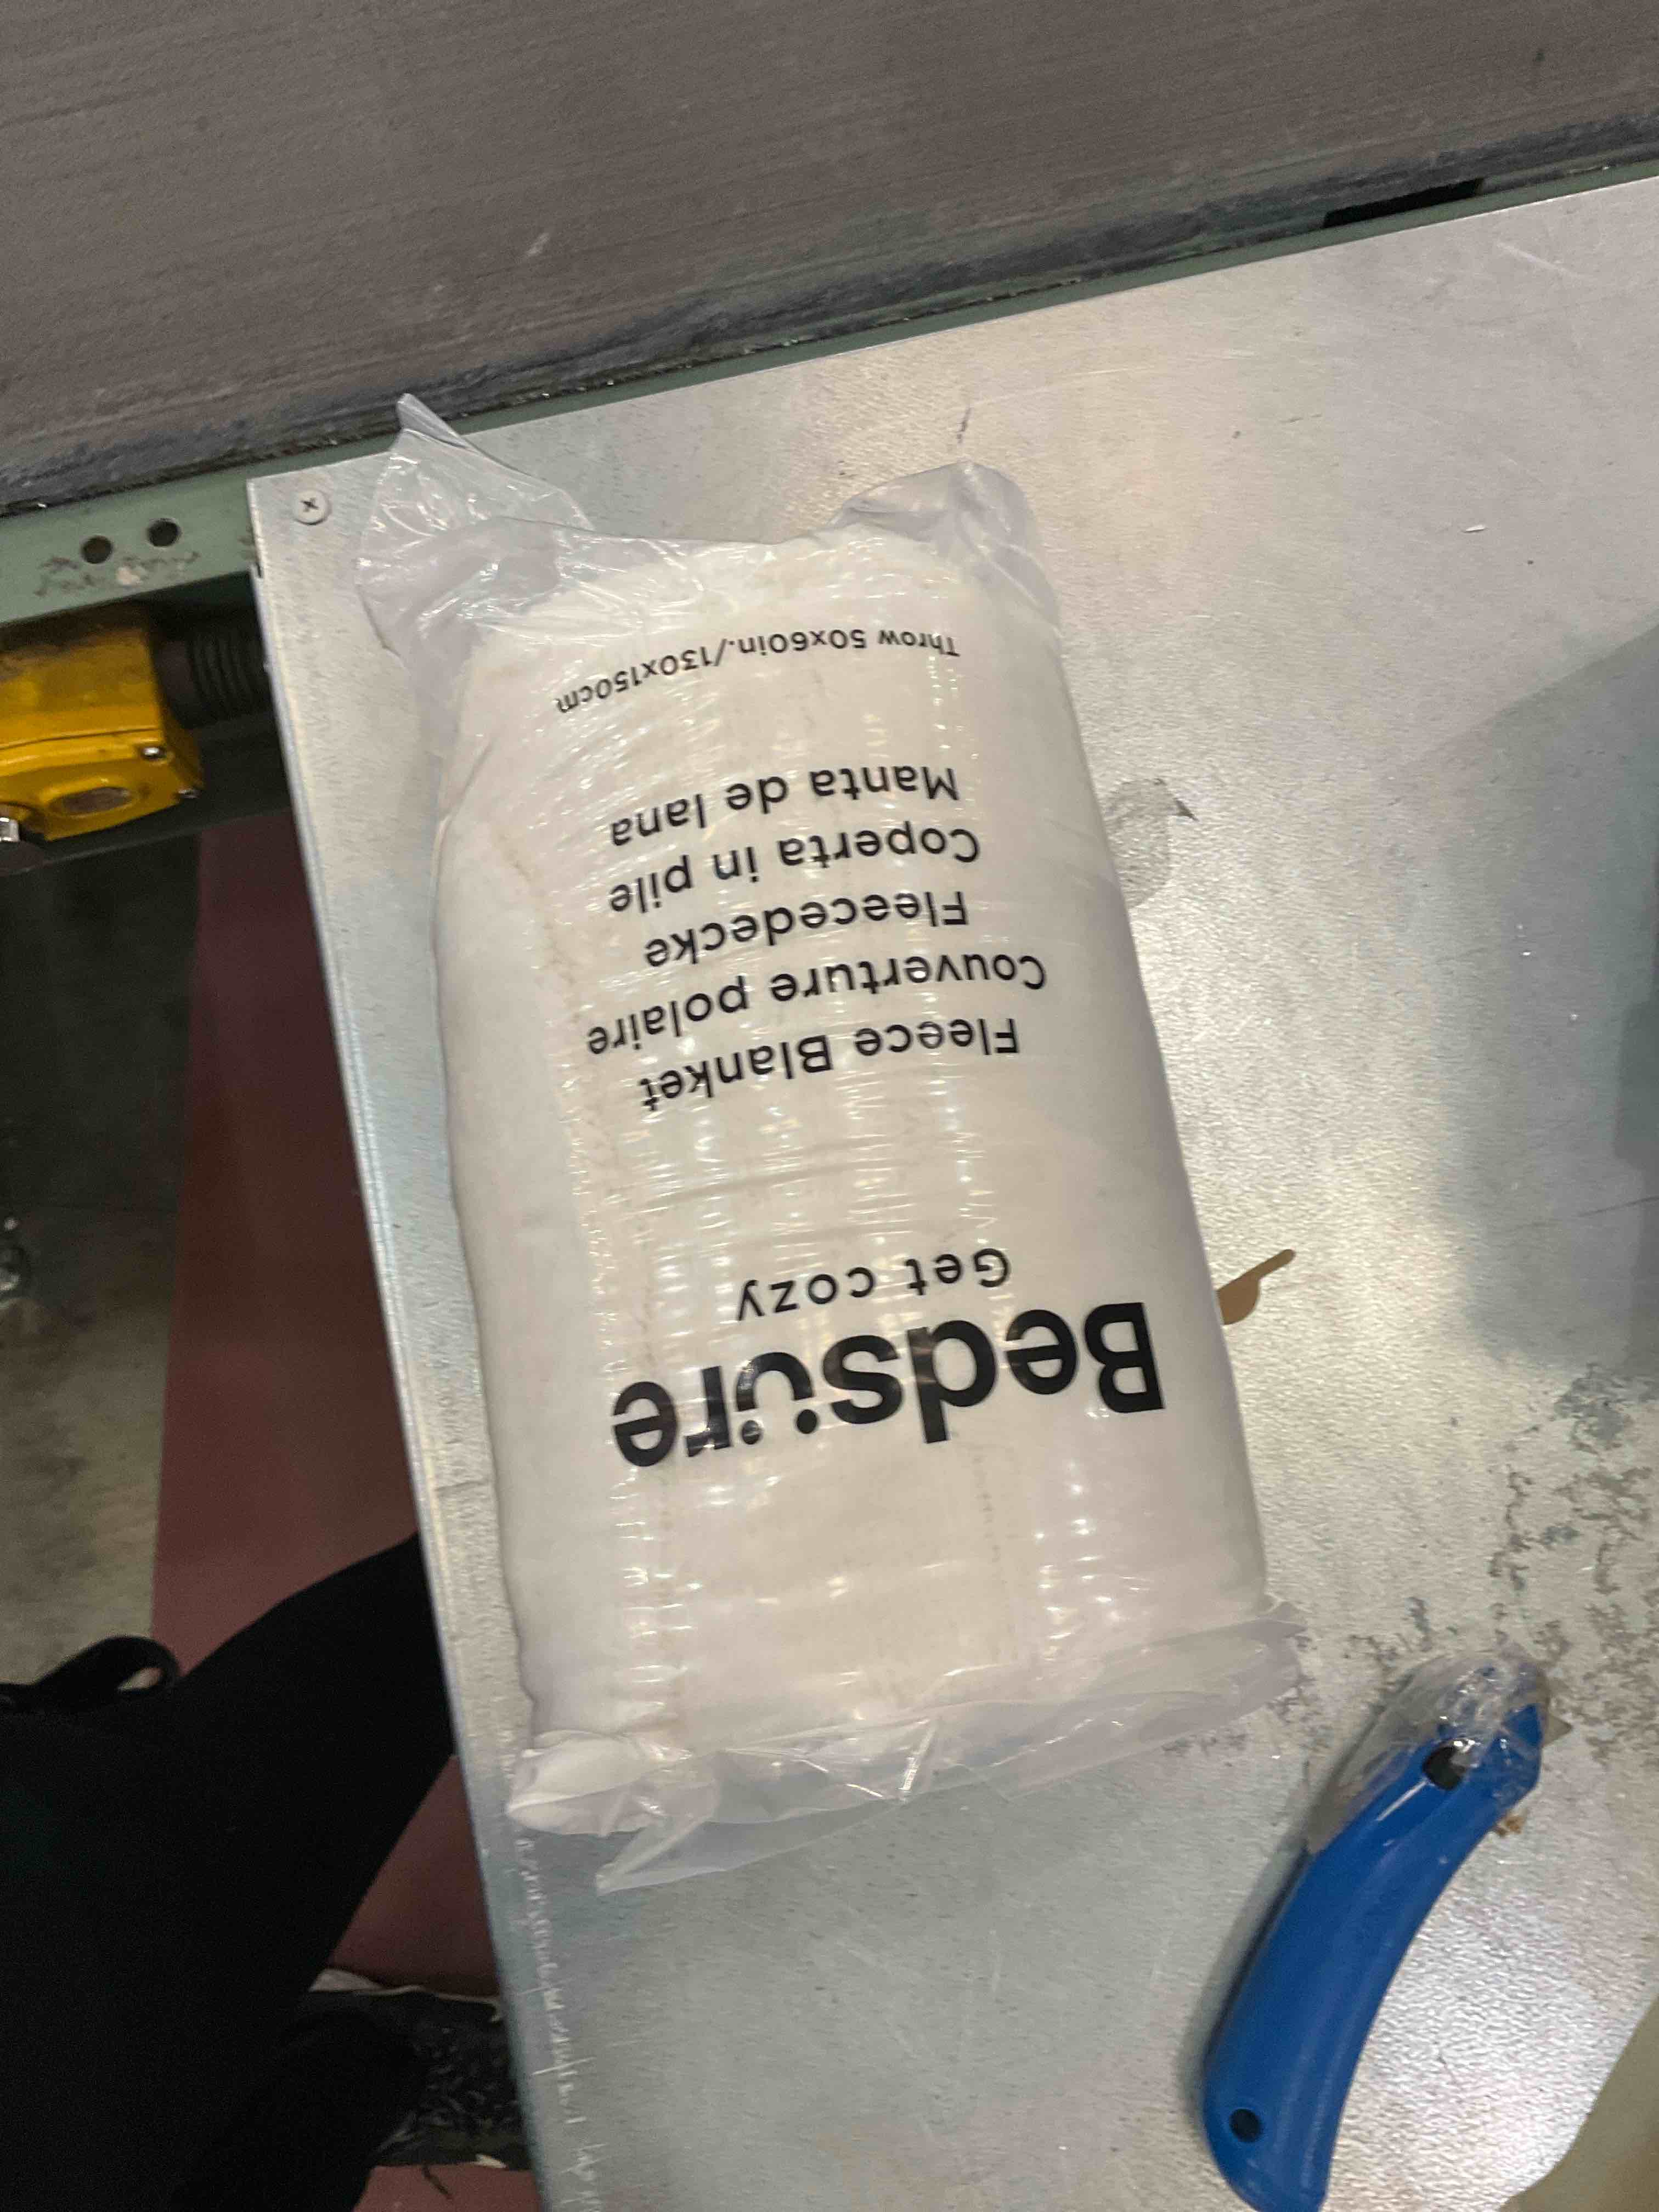 Bedsüre
Get cozy
Fleece Blanket
Couverture polaire
Fleecedecke
Coperta in pile
Manta de lana
Throw 50x60in./130x150cm